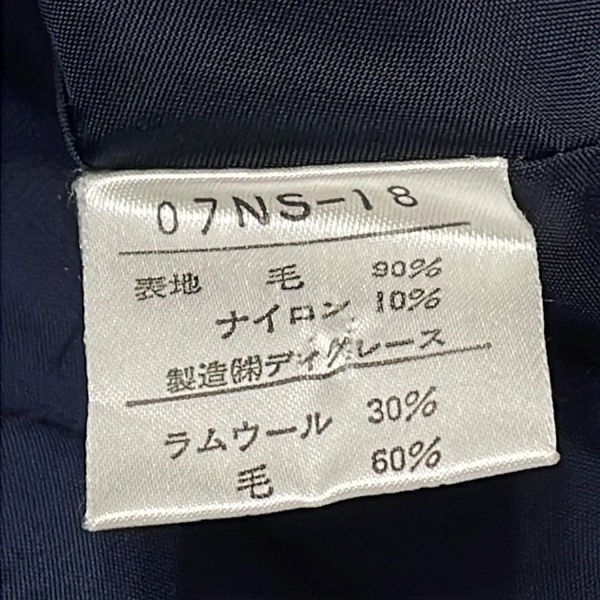 07NS-18
表地 毛 90%
ナイロン 10%
製造㈱ディグレース
ラムウール 30%
毛 60%